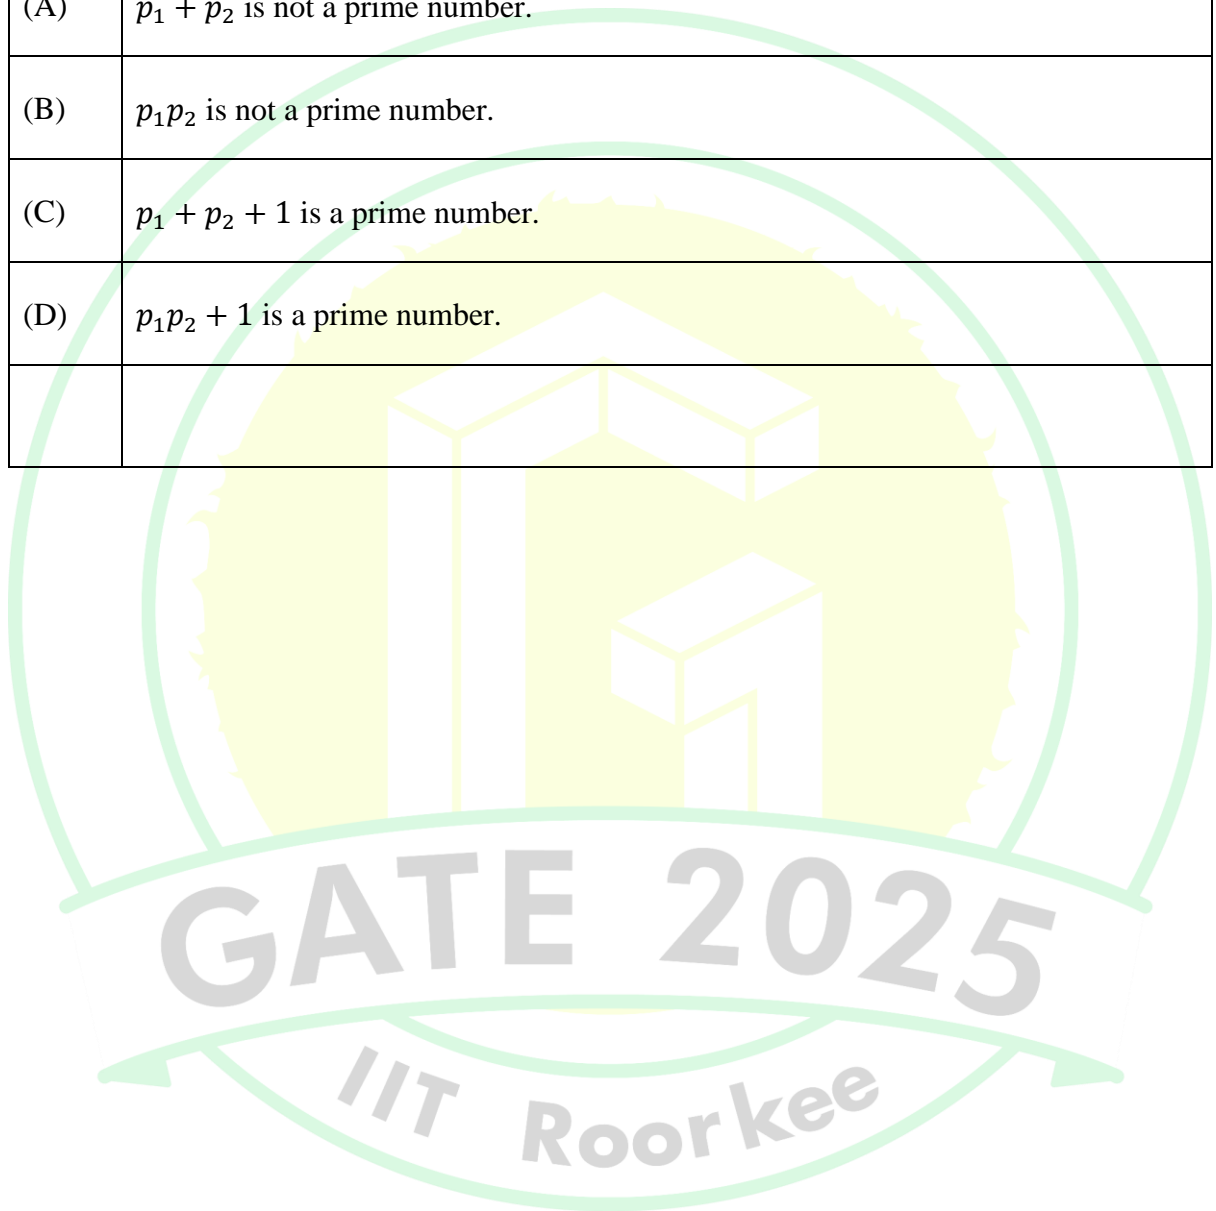 (A) p₁ + p₂ is not a prime number.
(B) p₁p₂ is not a prime number.
(C) p₁ + p₂ + 1 is a prime number.
(D) p₁p₂ + 1 is a prime number.
GATE 2025
IIT Roorkee